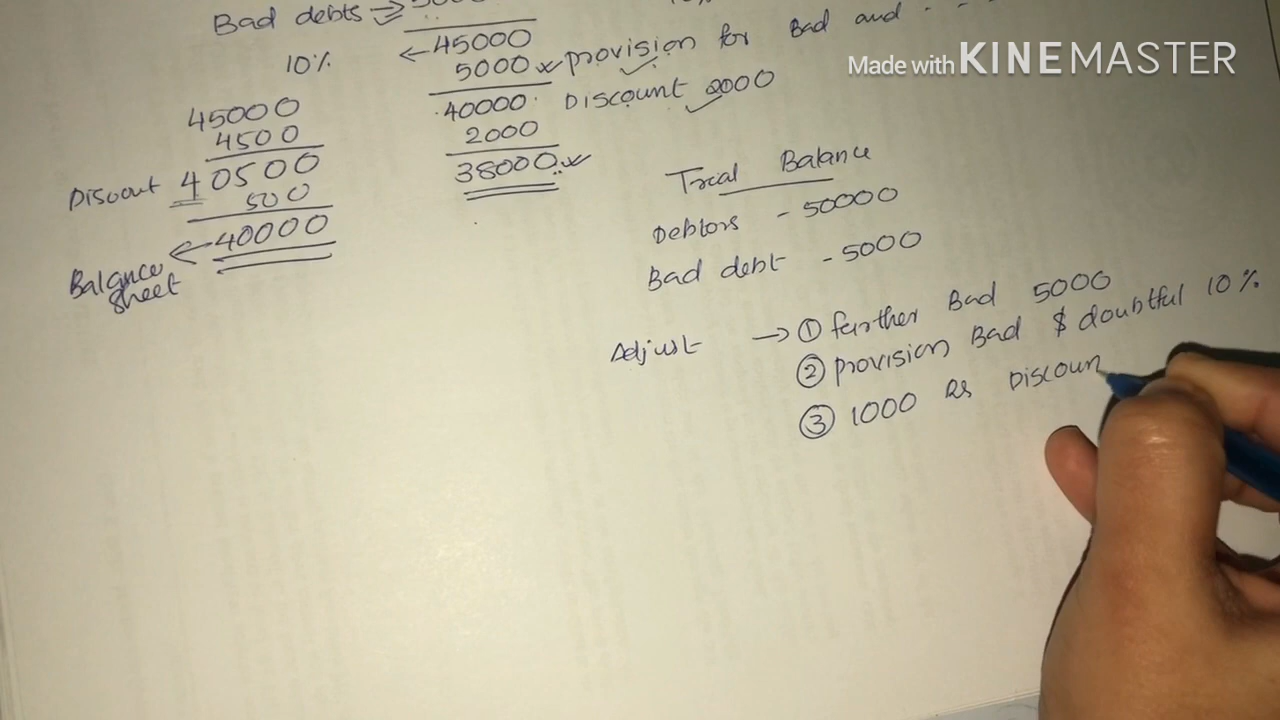 Bad debts →
10%
45000
4500
Discout 40500
500
←40000
Balance
sheet
←45000
5000 provision for Bad and
40000 Discount 2000
2000
38000
Made with KINEMASTER
Trial Balance
Debtors - 50000
Bad debt - 5000
Adjust → ① further Bad 5000
② provision Bad $ doubtful 10%
③ 1000 Rs Discoun